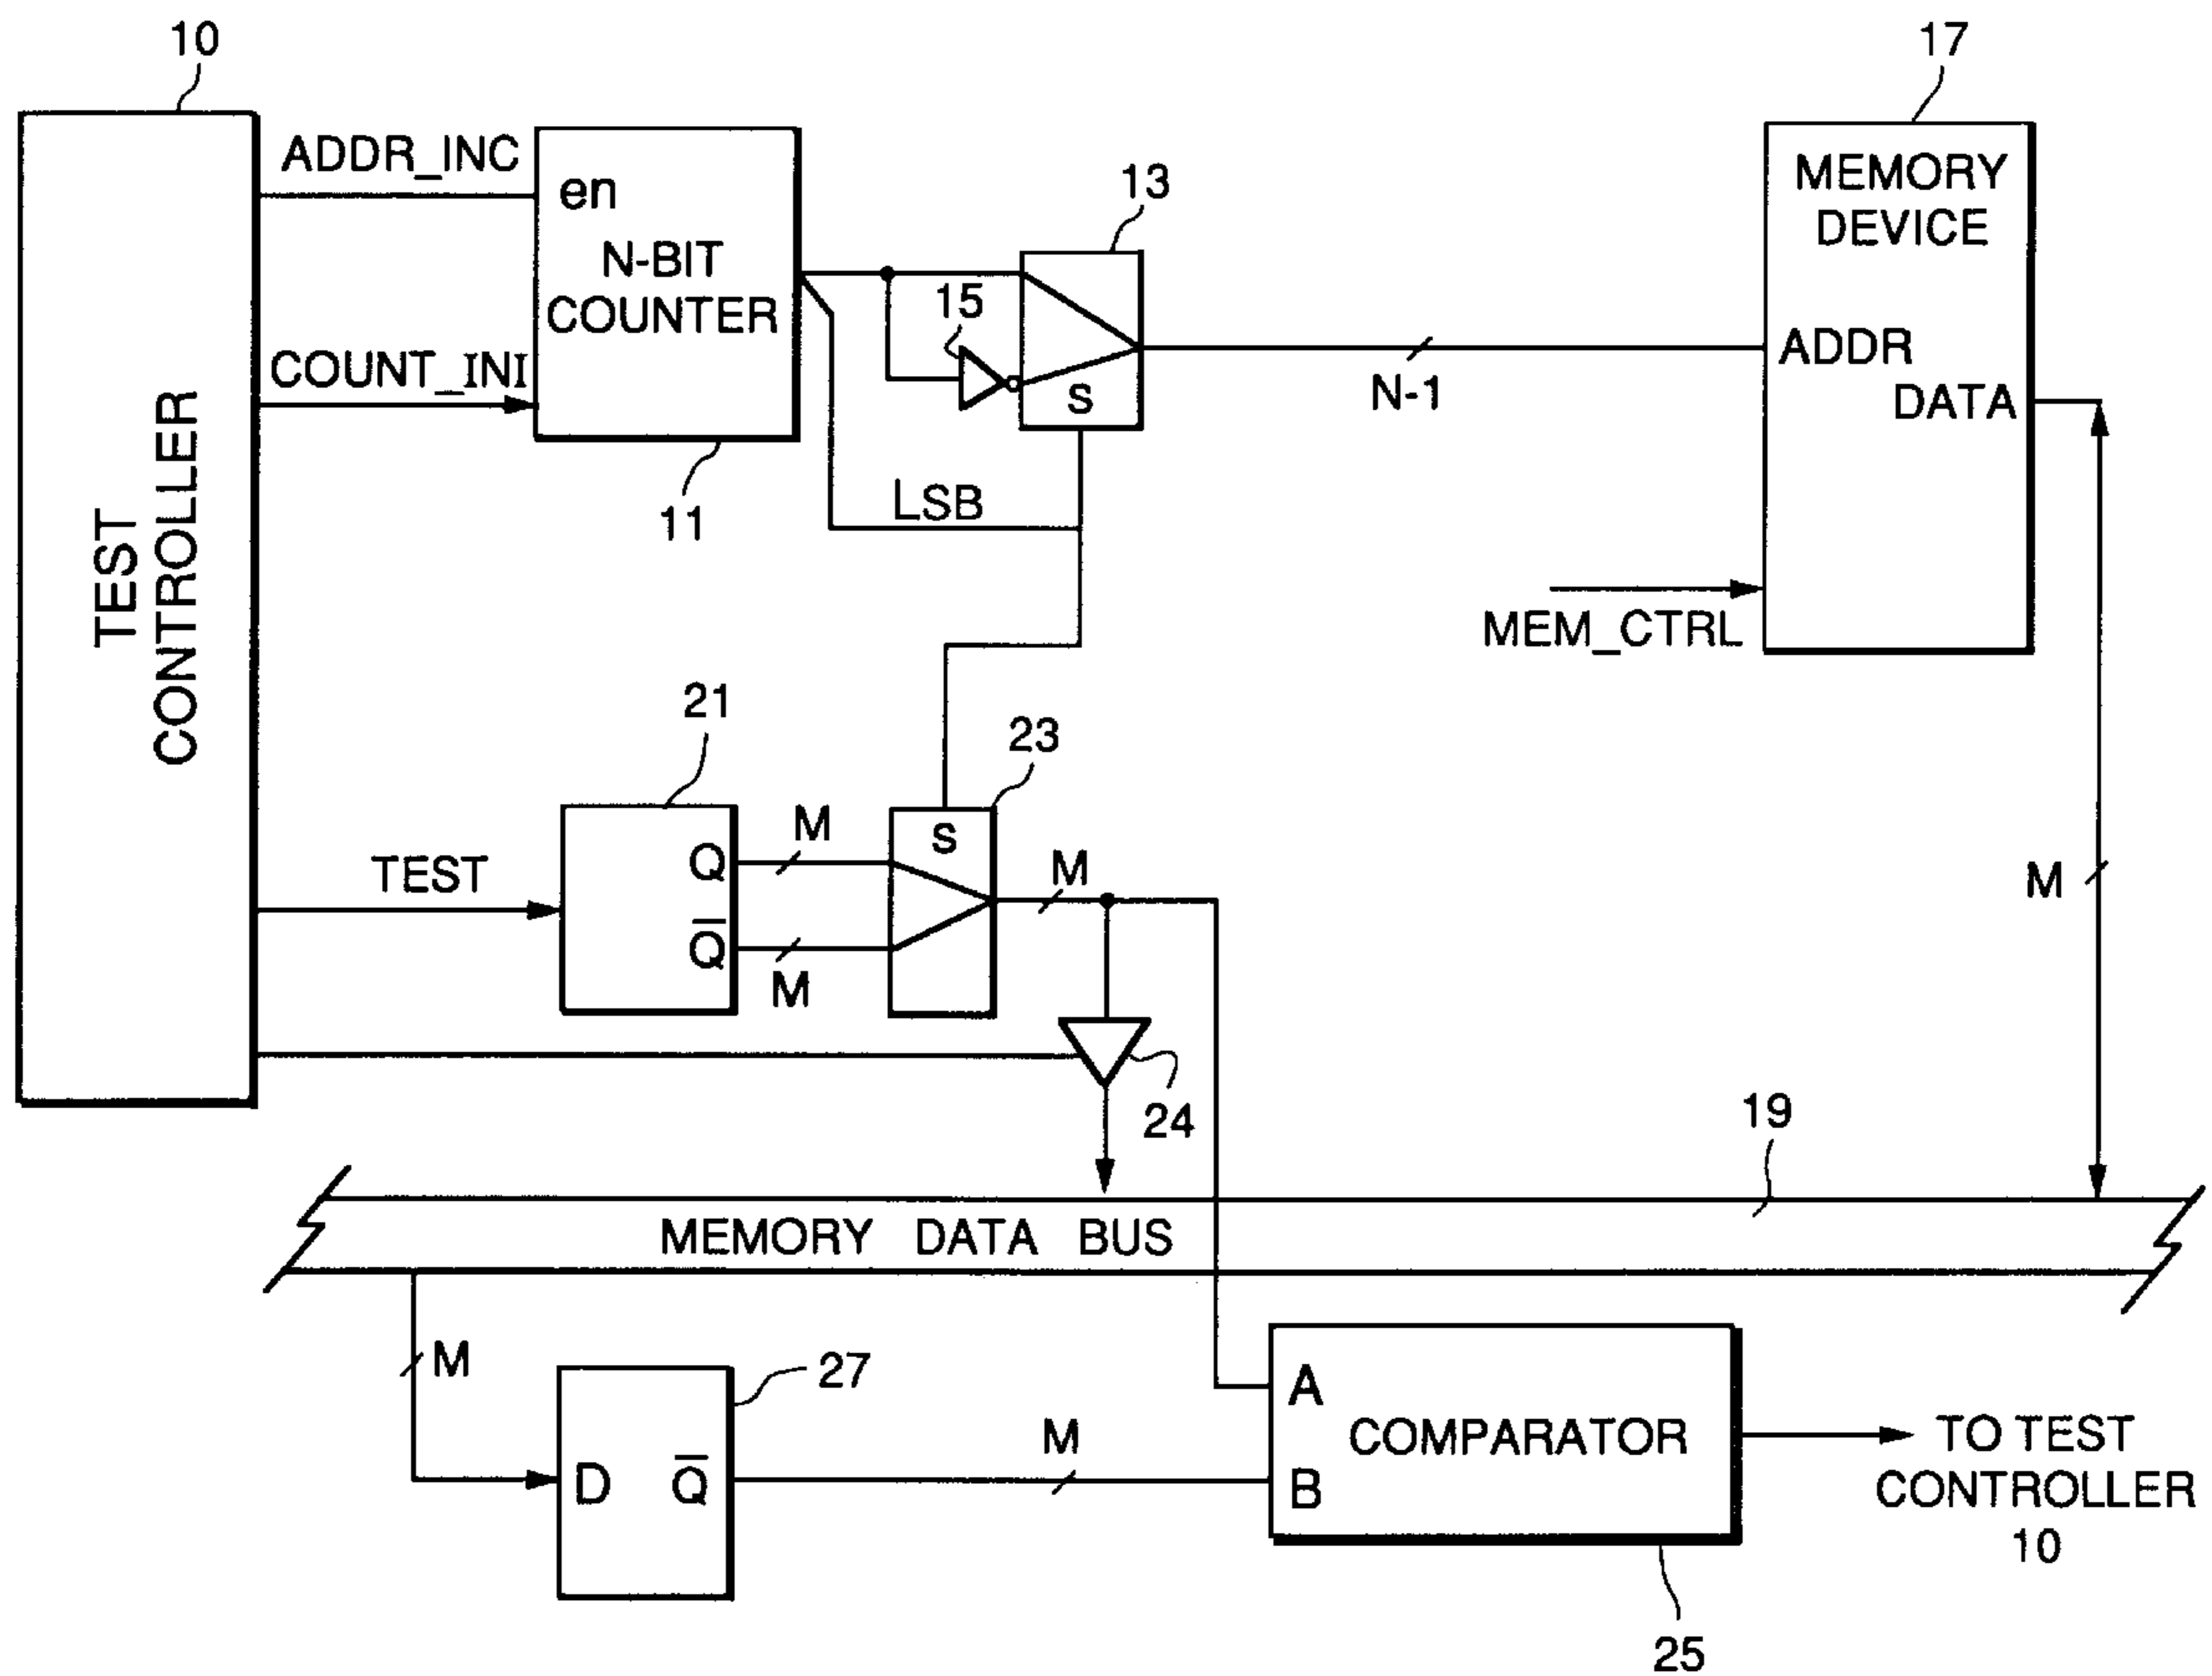 10
17
ADDR_INC
en
N-BIT
COUNTER
COUNT_INI
11
13
15
S
LSB
N-1
MEMORY
DEVICE
ADDR
DATA
MEM_CTRL
TEST
CONTROLLER
21
23
TEST
Q
Q̅
M
M
S
M
M
24
19
MEMORY DATA BUS
M
27
D Q̅
M
A
COMPARATOR
B
25
TO TEST
CONTROLLER
10